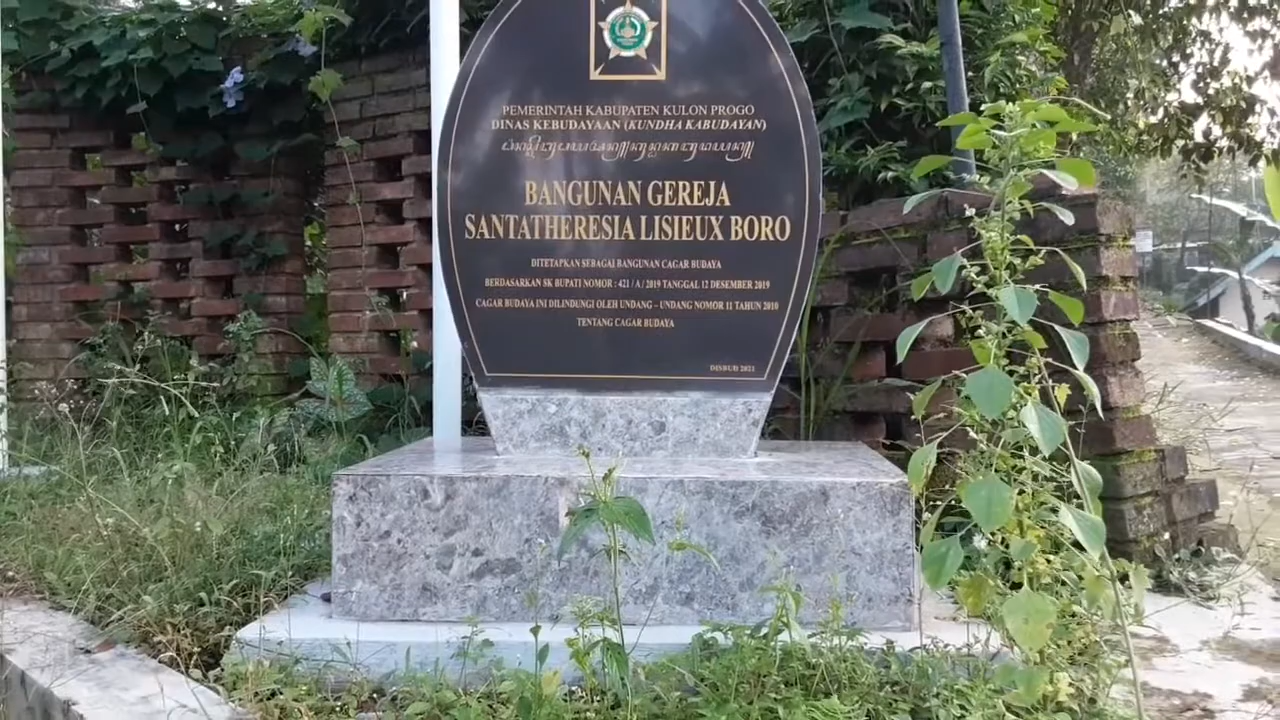 PEMERINTAH KABUPATEN KULON PROGO
DINAS KEBUDAYAAN (KUNDHA KABUDAYAN)
BANGUNAN GEREJA
SANTATHERESIA LISIEUX BORO
DITETAPKAN SEBAGAI BANGUNAN CAGAR BUDAYA
BERDASARKAN SK BUPATI NOMOR : 421 / A / 2019 TANGGAL 12 DESEMBER 2019
CAGAR BUDAYA INI DILINDUNGI OLEH UNDANG – UNDANG NOMOR 11 TAHUN 2010
TENTANG CAGAR BUDAYA
DISBUD 2021